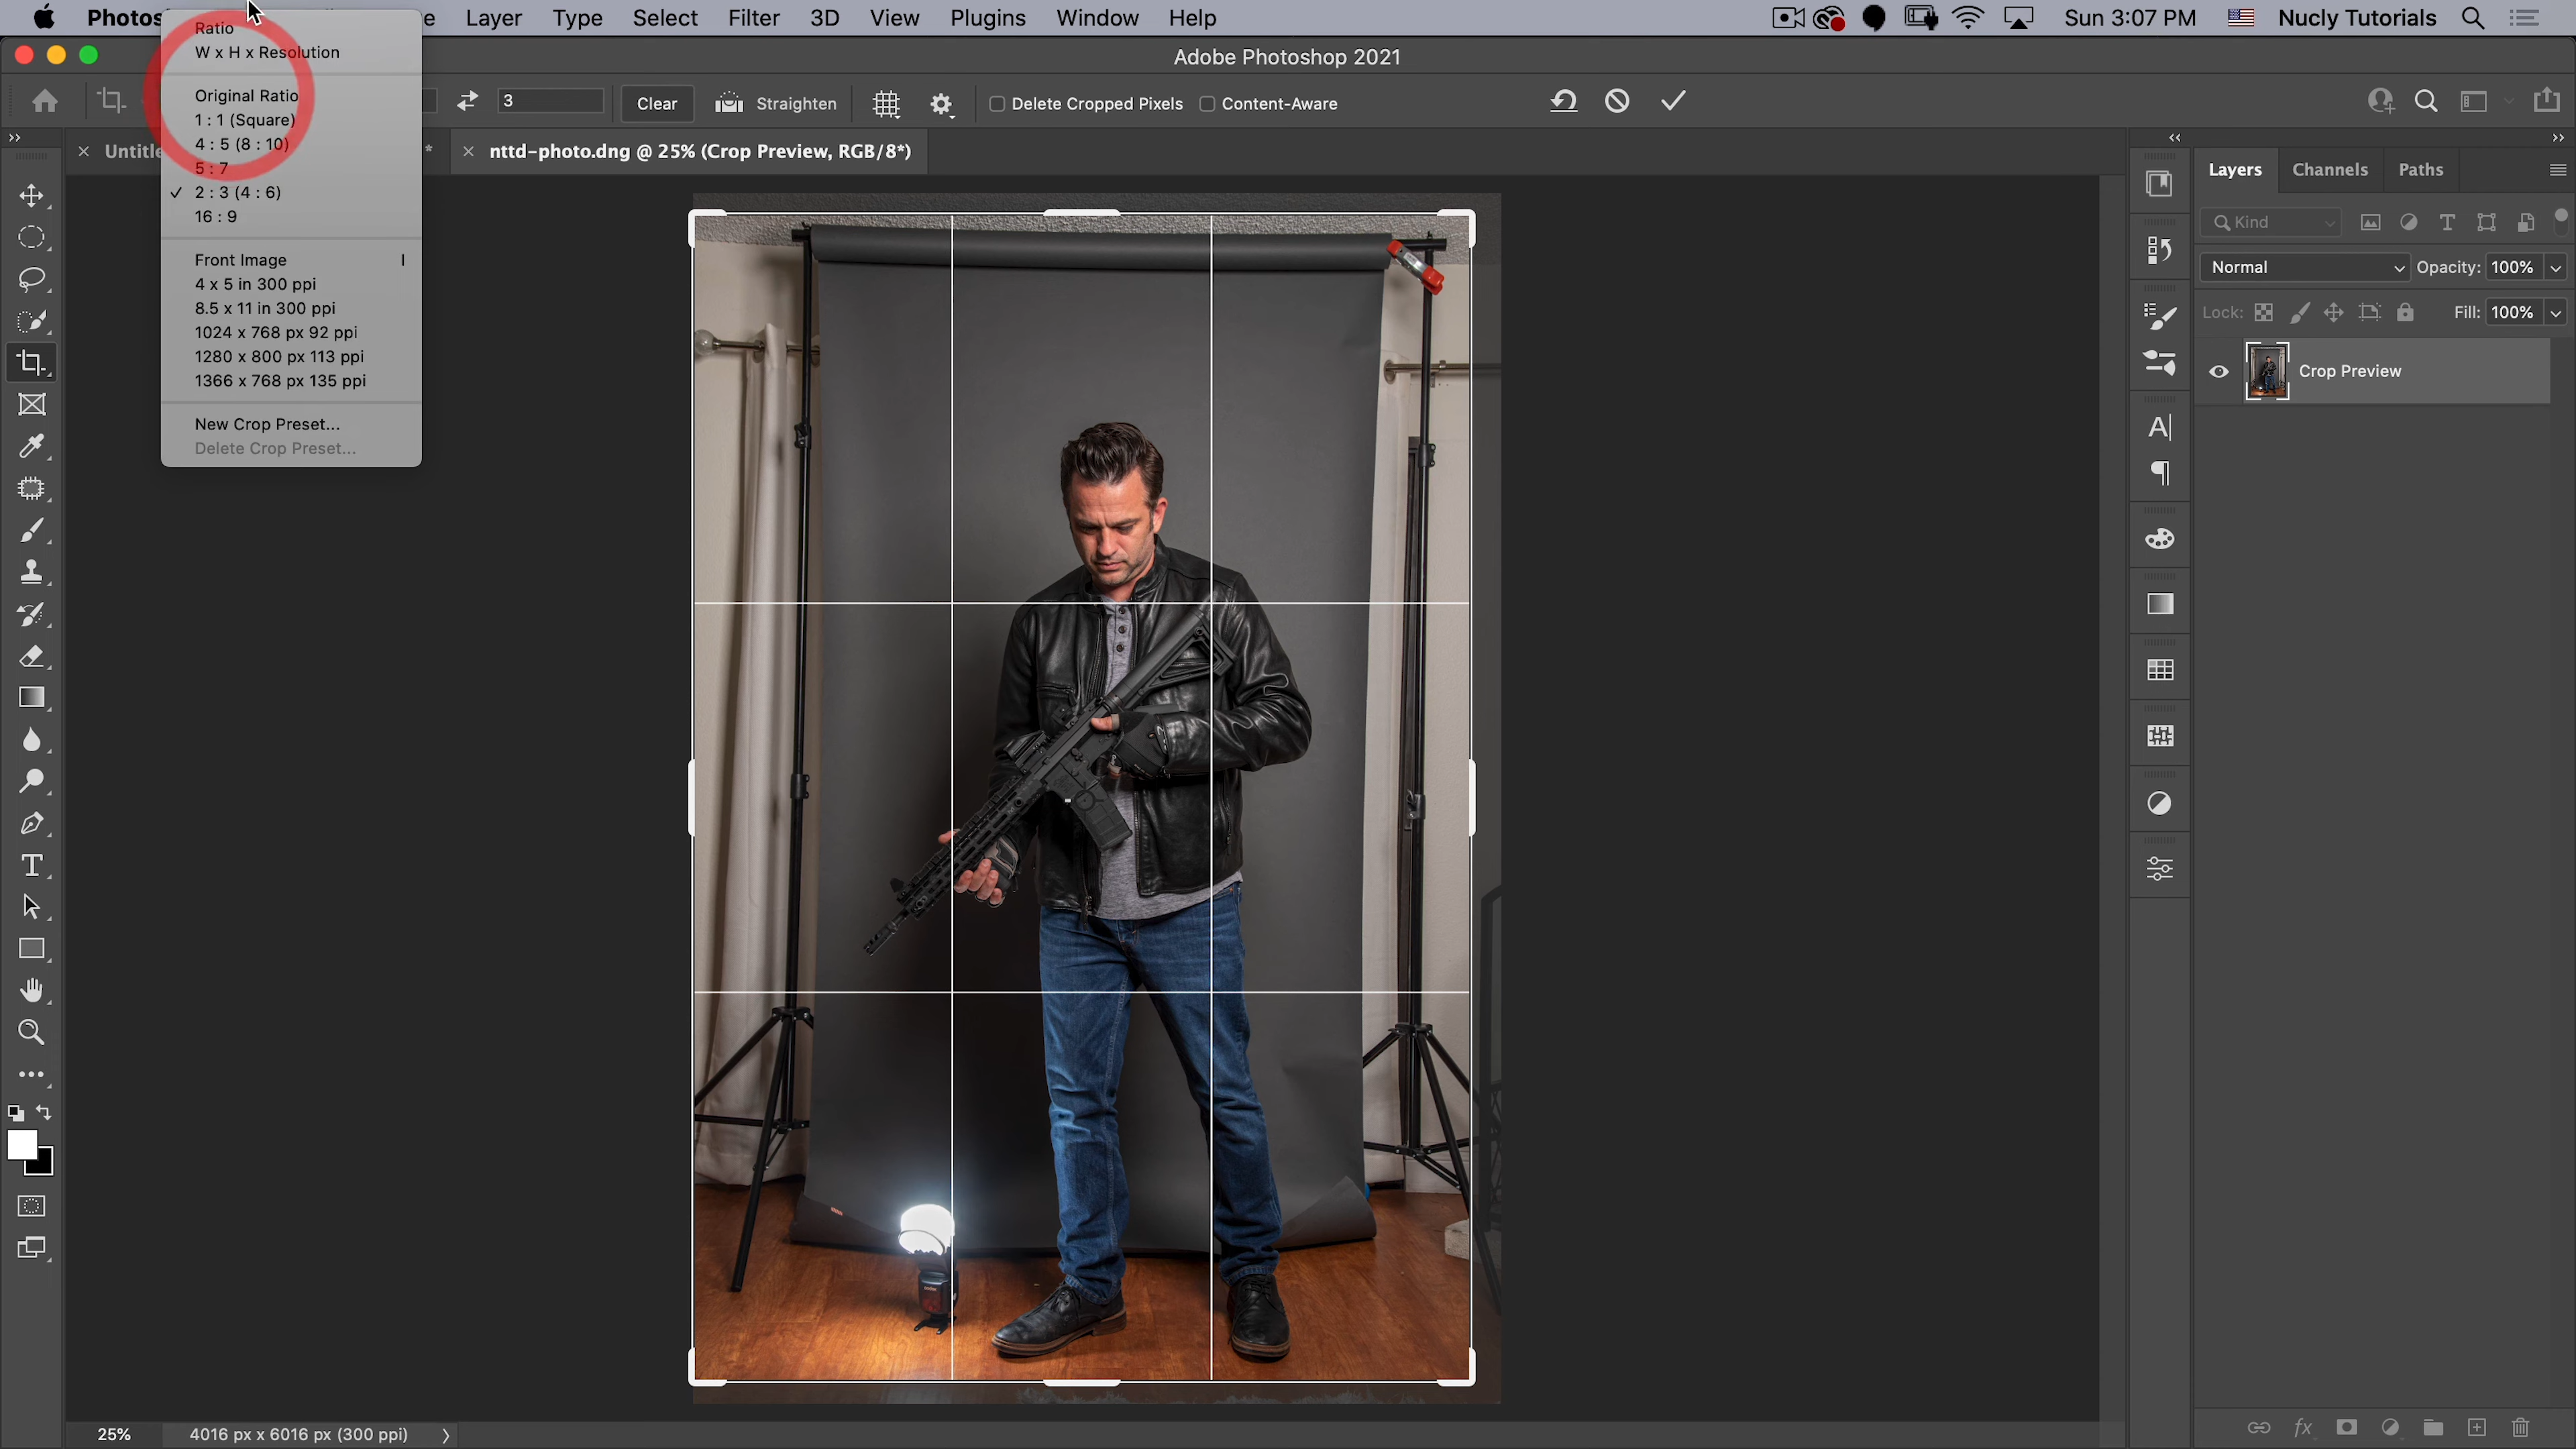 Photos
Layer Type Select Filter 3D View Plugins Window Help
Sun 3:07 PM Nucly Tutorials
Adobe Photoshop 2021
Ratio
W x H x Resolution
Original Ratio
1 : 1 (Square)
4 : 5 (8 : 10)
5 : 7
✓ 2 : 3 (4 : 6)
16 : 9
Front Image I
4 x 5 in 300 ppi
8.5 x 11 in 300 ppi
1024 x 768 px 92 ppi
1280 x 800 px 113 ppi
1366 x 768 px 135 ppi
New Crop Preset...
Delete Crop Preset...
3 Clear Straighten Delete Cropped Pixels Content-Aware
Untitle * nttd-photo.dng @ 25% (Crop Preview, RGB/8*)
Layers Channels Paths
Kind
Normal Opacity: 100%
Lock: Fill: 100%
Crop Preview
25% 4016 px x 6016 px (300 ppi)